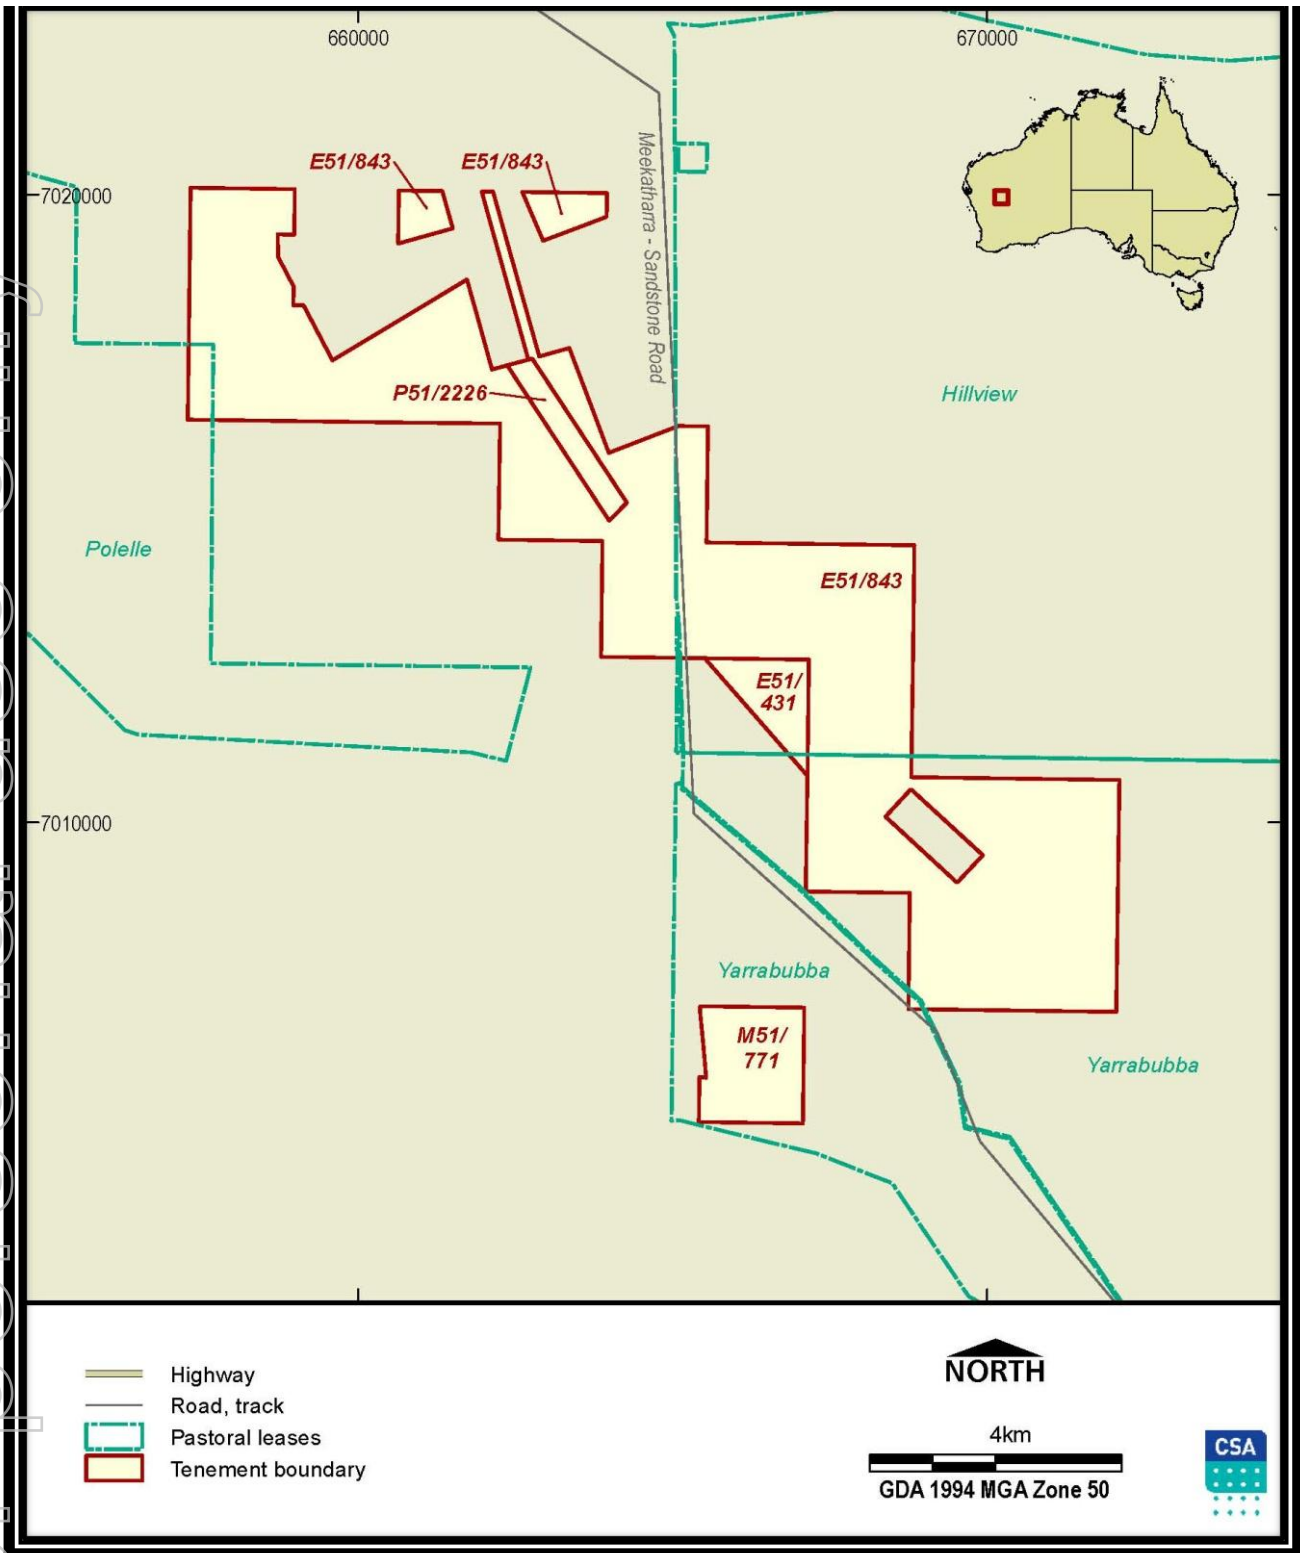 660000
670000
E51/843
E51/843
7020000
Meekatharra - Sandstone Road
P51/2226
Hillview
Polelle
E51/843
E51/
431
7010000
Yarrabubba
M51/
771
Yarrabubba
Highway
Road, track
Pastoral leases
Tenement boundary
NORTH
4km
GDA 1994 MGA Zone 50
CSA